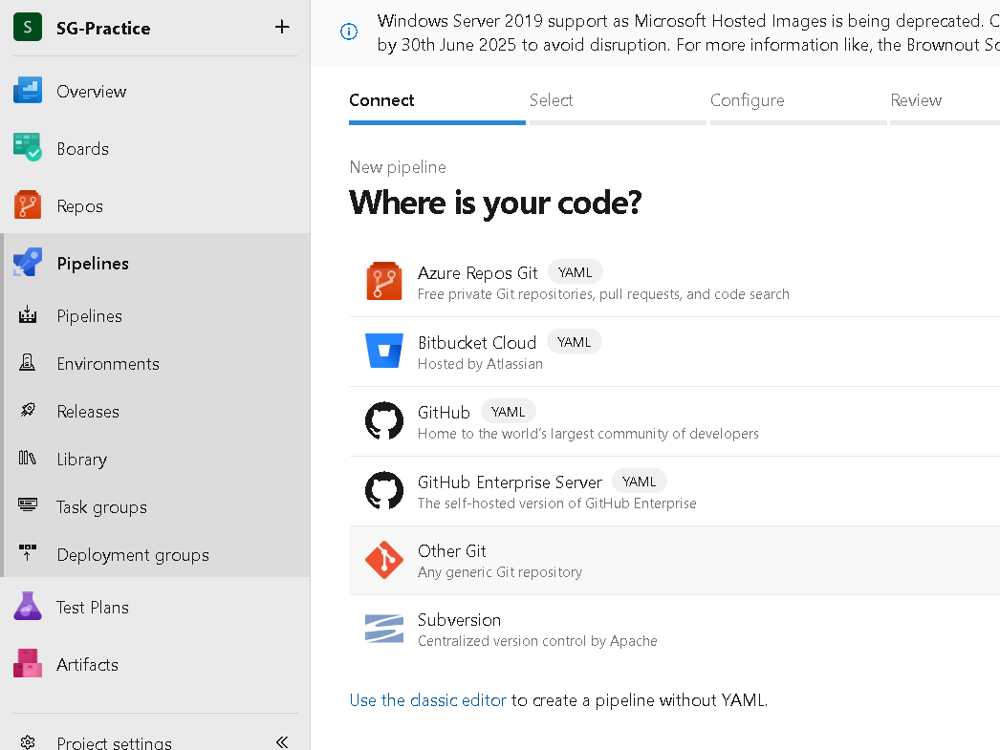 S SG-Practice +
Overview
Boards
Repos
Pipelines
Pipelines
Environments
Releases
Library
Task groups
Deployment groups
Test Plans
Artifacts
Project settings
Windows Server 2019 support as Microsoft Hosted Images is being deprecated. C
by 30th June 2025 to avoid disruption. For more information like, the Brownout Sc
Connect Select Configure Review
New pipeline
Where is your code?
Azure Repos Git YAML
Free private Git repositories, pull requests, and code search
Bitbucket Cloud YAML
Hosted by Atlassian
GitHub YAML
Home to the world's largest community of developers
GitHub Enterprise Server YAML
The self-hosted version of GitHub Enterprise
Other Git
Any generic Git repository
Subversion
Centralized version control by Apache
Use the classic editor to create a pipeline without YAML.